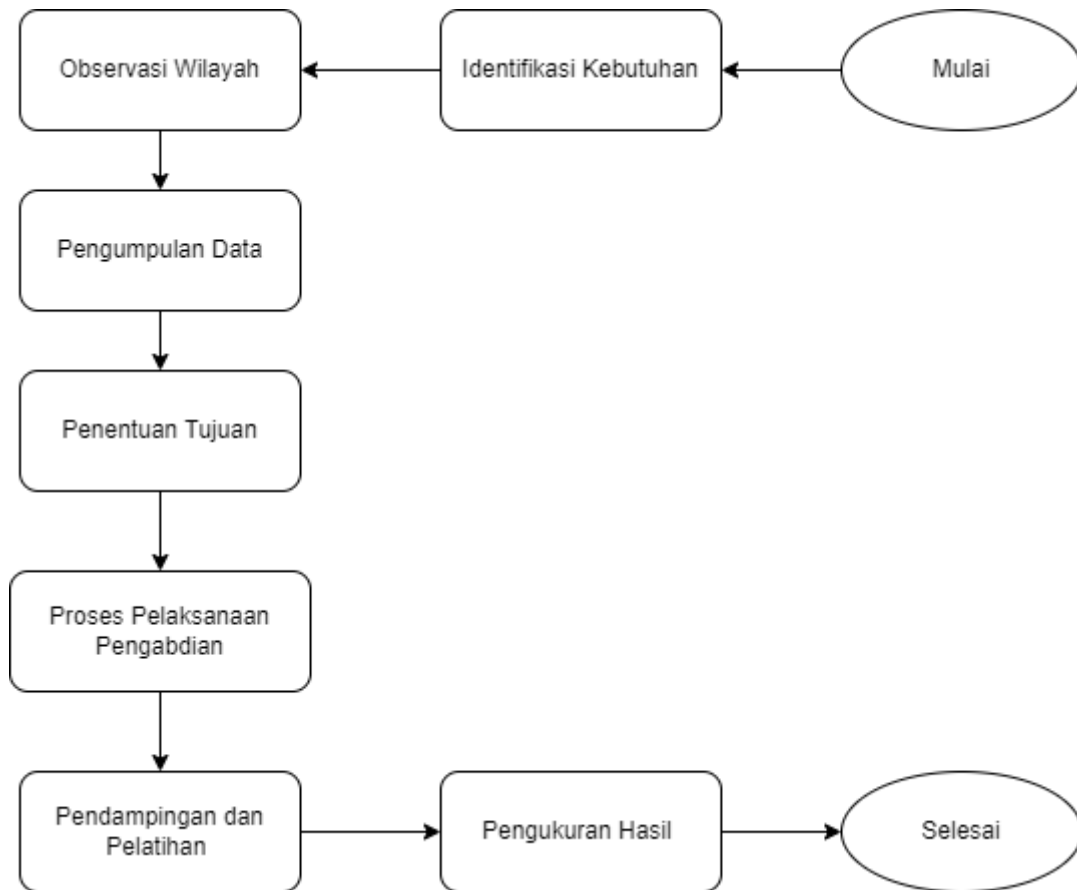 Observasi Wilayah
Identifikasi Kebutuhan
Mulai
Pengumpulan Data
Penentuan Tujuan
Proses Pelaksanaan
Pengabdian
Pendampingan dan
Pelatihan
Pengukuran Hasil
Selesai